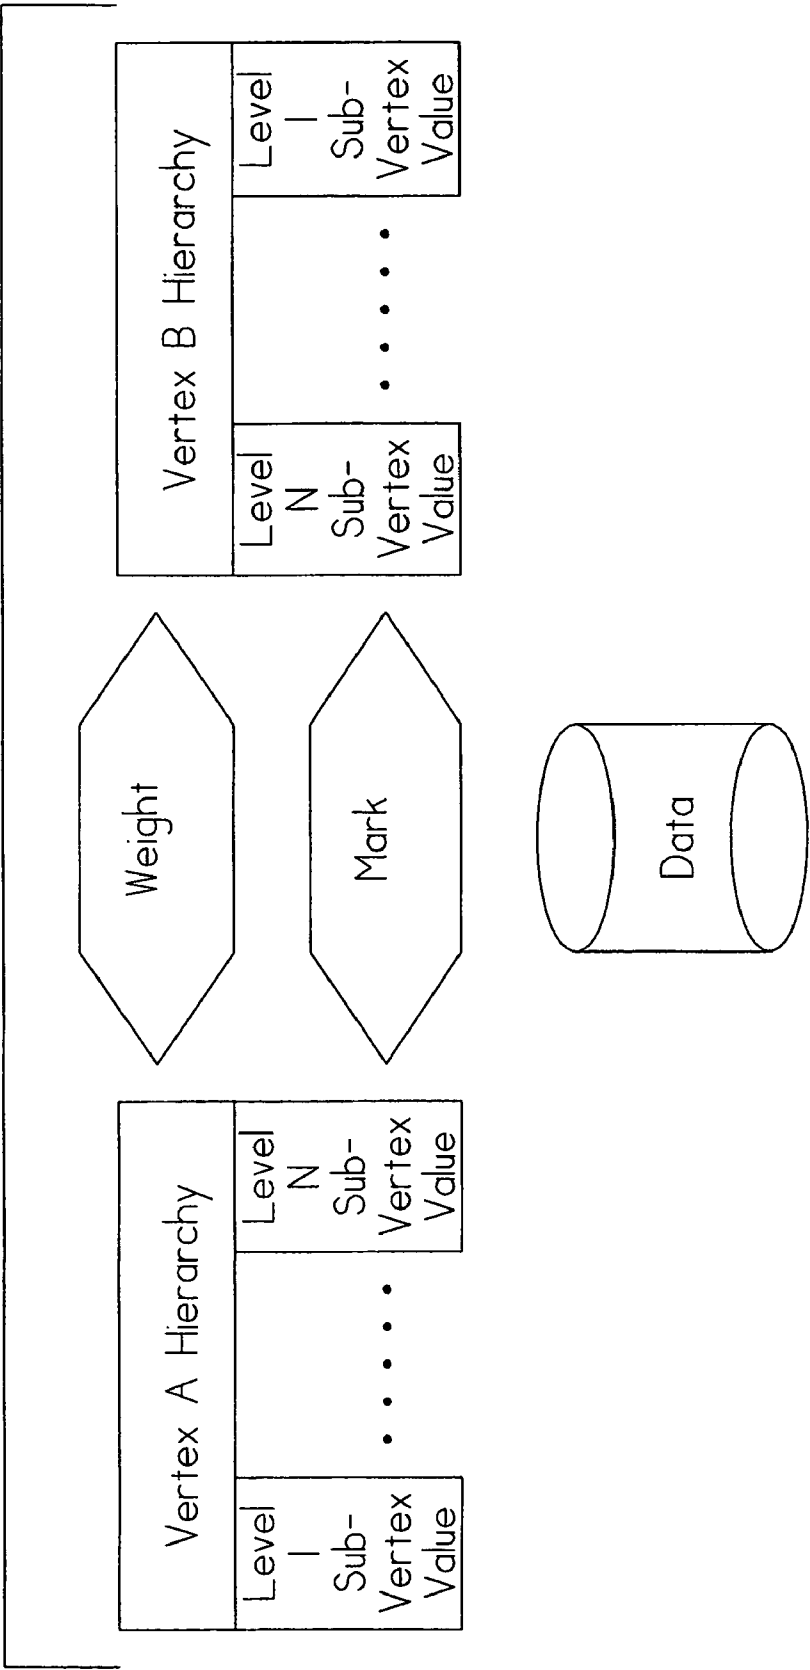 Vertex A Hierarchy
Level
1
Sub-
Vertex
Value
Level
N
Sub-
Vertex
Value
Weight
Mark
Data
Vertex B Hierarchy
Level
N
Sub-
Vertex
Value
Level
1
Sub-
Vertex
Value